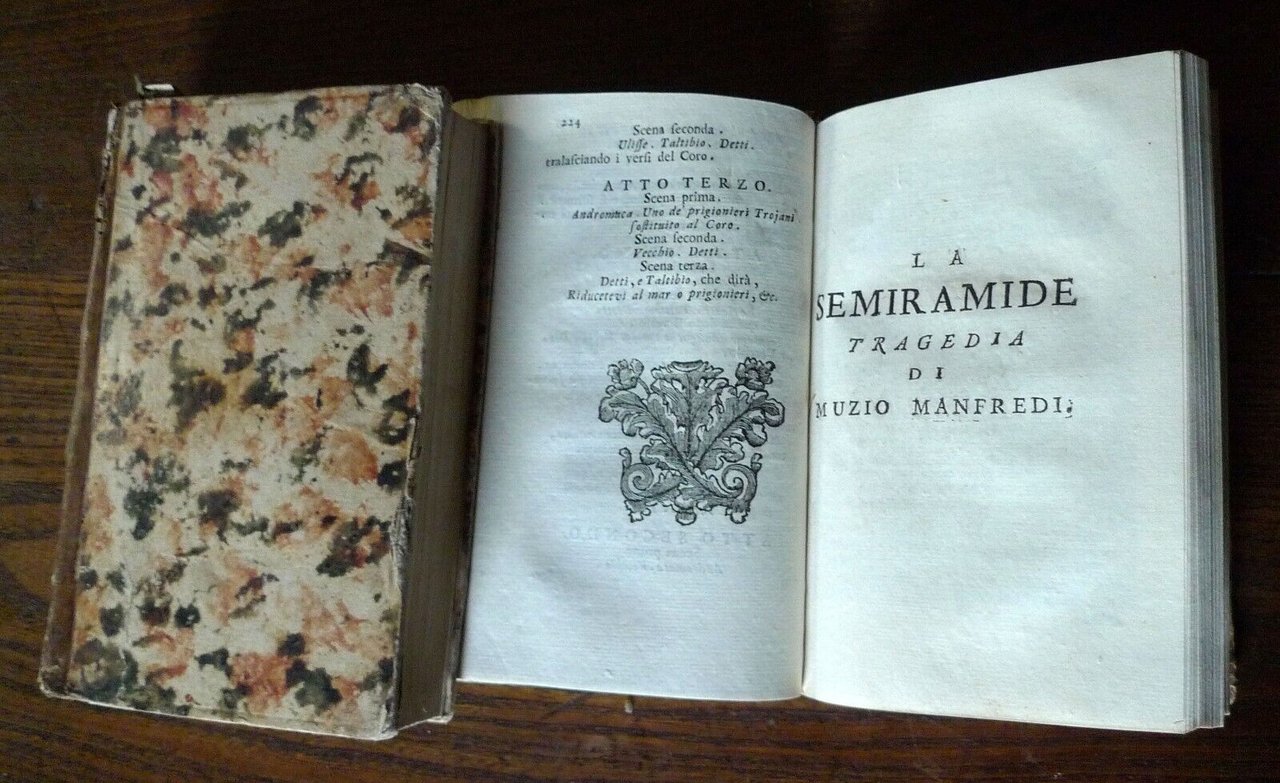 224
Scena ſeconda.
Uliſſe. Taltibio. Detti.
tralaſciando i verſi del Coro.
ATTO TERZO.
Scena prima.
Andromaca. Uno de' prigionieri Trojani
ſoſtituito al Coro.
Scena ſeconda.
Vecchio. Detti.
Scena terza.
Detti, e Taltibio, che dirà,
Riducetevi al mar o prigionieri, &c.
LA
SEMIRAMIDE
TRAGEDIA
DI
MUZIO MANFREDI.